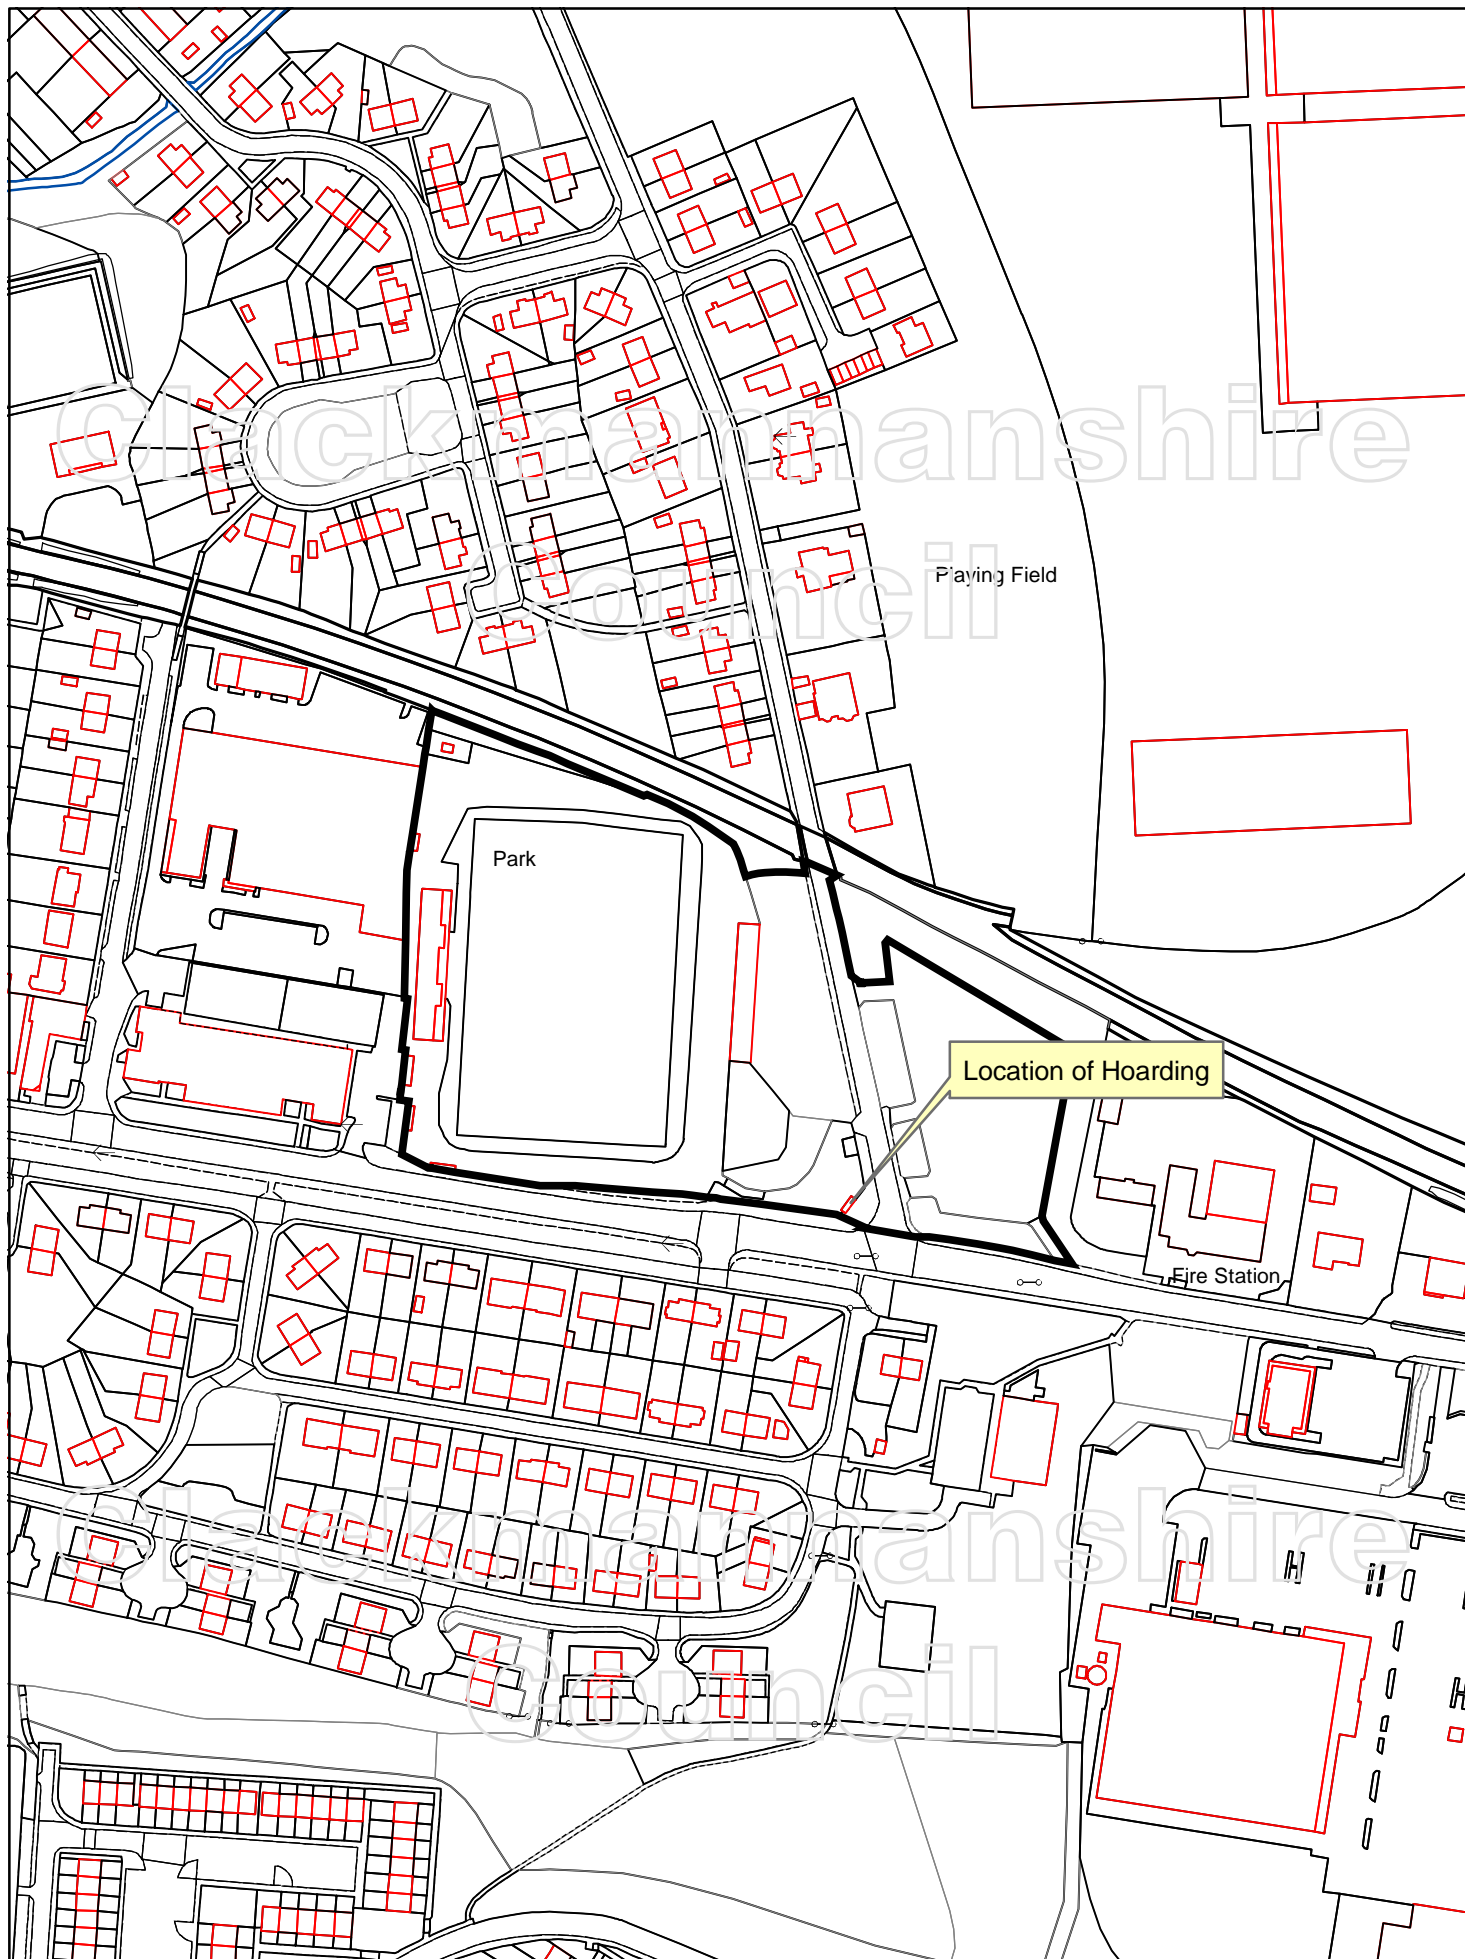 Clackmannanshire
Council
Playing Field
Park
Location of Hoarding
Fire Station
Clackmannanshire
Council